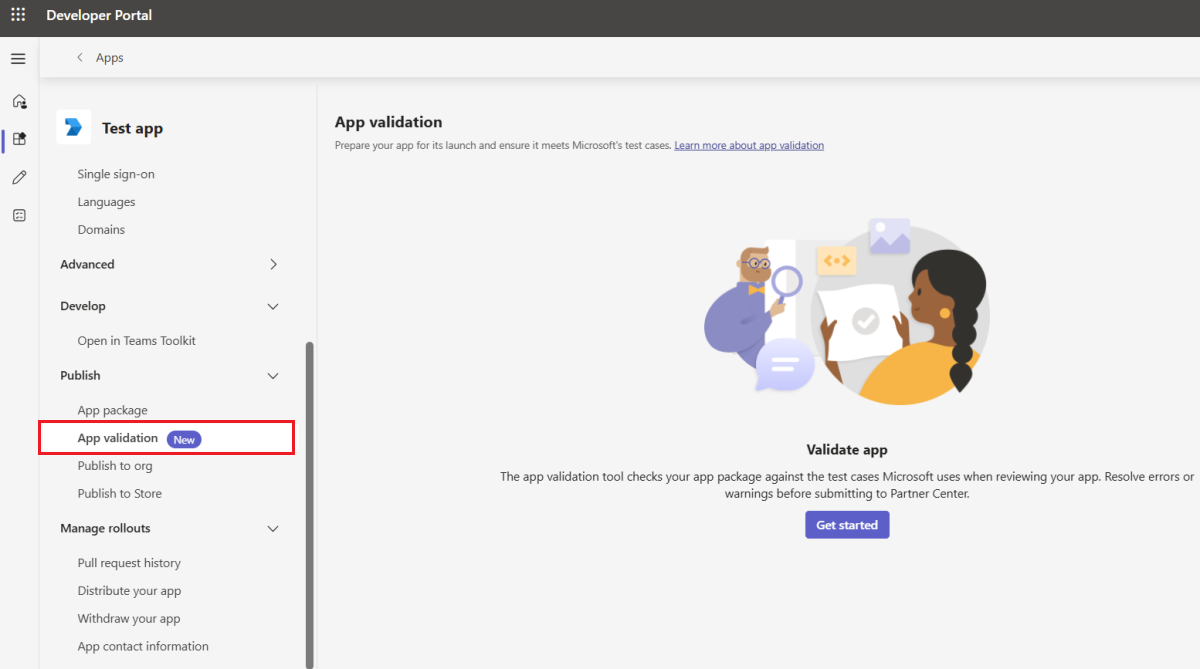 Developer Portal
Apps
Test app
Single sign-on
Languages
Domains
Advanced
Develop
Open in Teams Toolkit
Publish
App package
App validation New
Publish to org
Publish to Store
Manage rollouts
Pull request history
Distribute your app
Withdraw your app
App contact information
App validation
Prepare your app for its launch and ensure it meets Microsoft's test cases. Learn more about app validation
Validate app
The app validation tool checks your app package against the test cases Microsoft uses when reviewing your app. Resolve errors or
warnings before submitting to Partner Center.
Get started